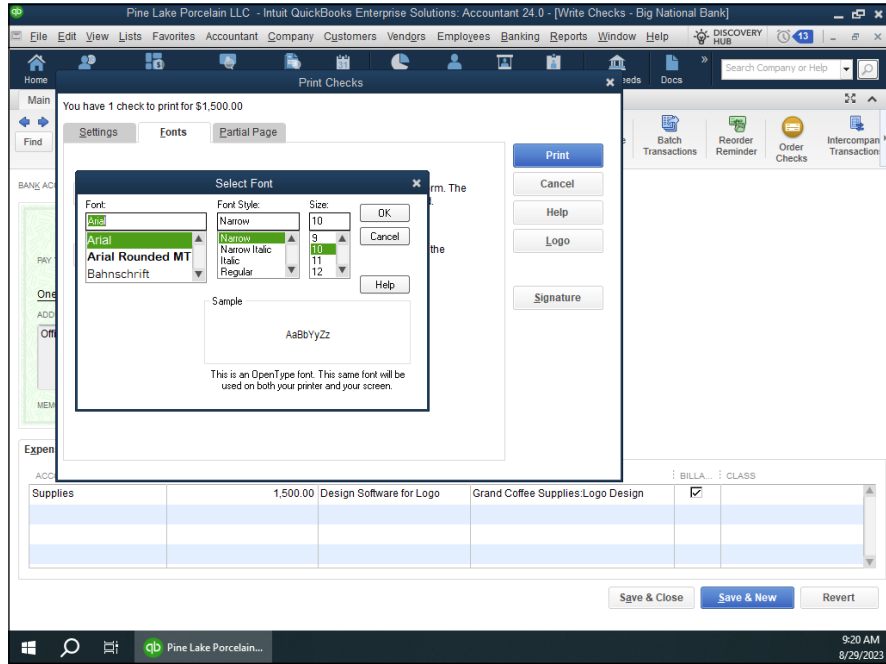 Pine Lake Porcelain LLC - Intuit QuickBooks Enterprise Solutions: Accountant 24.0 - [Write Checks - Big National Bank]
File Edit View Lists Favorites Accountant Company Customers Vendors Employees Banking Reports Window Help DISCOVERY HUB 13
Home Docs » Search Company or Help
Print Checks
Main
You have 1 check to print for $1,500.00
Settings Fonts Partial Page
Find
Batch Transactions
Reorder Reminder
Order Checks
Print
Cancel
Help
Logo
Signature
rm. The
the
BANK
PAY
One
ADD
Offi
MEM
Select Font
Font: Font Style: Size:
Arial Narrow 10 OK
Arial Narrow 9 Cancel
Arial Rounded MT Narrow Italic 10
Italic 11
Bahnschrift Regular 12
Help
Sample
AaBbYyZz
This is an OpenType font. This same font will be
used on both your printer and your screen.
Expen
ACC BILLA... CLASS
Supplies 1,500.00 Design Software for Logo Grand Coffee Supplies:Logo Design
Save & Close Save & New Revert
Pine Lake Porcelain...
9:20 AM
8/29/2023